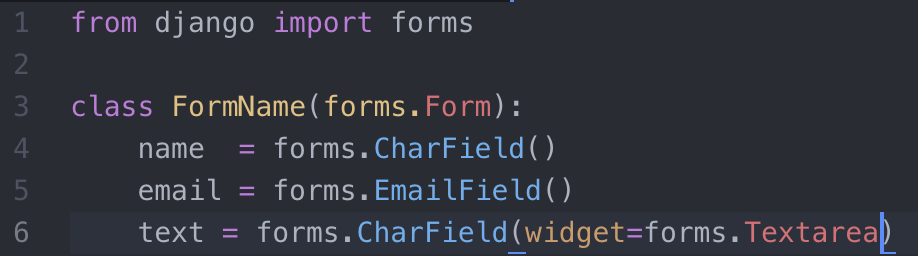 1 from django import forms
2
3 class FormName(forms.Form):
4     name  = forms.CharField()
5     email = forms.EmailField()
6     text = forms.CharField(widget=forms.Textarea)